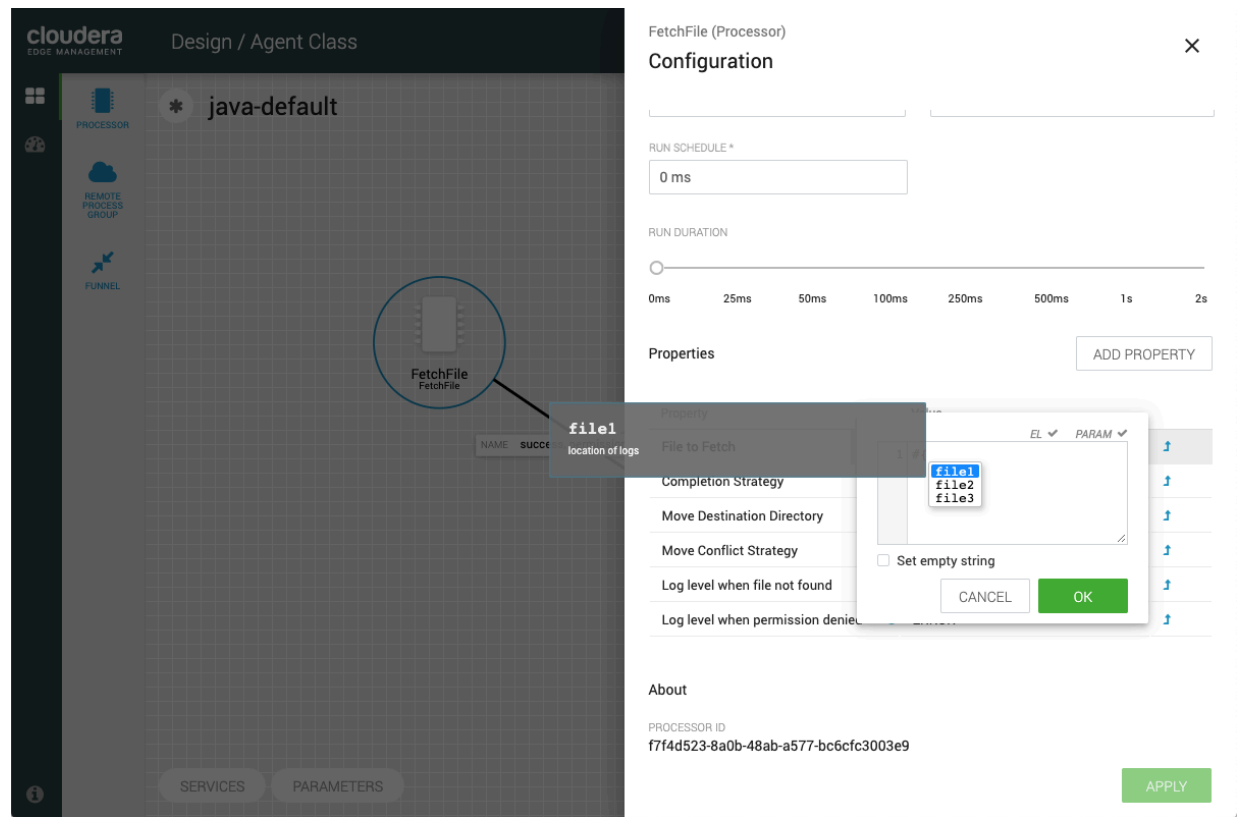 cloudera
EDGE MANAGEMENT
Design / Agent Class
PROCESSOR
REMOTE
PROCESS
GROUP
FUNNEL
java-default
FetchFile
FetchFile
NAME success
SERVICES
PARAMETERS
FetchFile (Processor)
Configuration
RUN SCHEDULE *
0 ms
RUN DURATION
0ms 25ms 50ms 100ms 250ms 500ms 1s 2s
Properties
ADD PROPERTY
Property
file1
location of logs
File to Fetch
Completion Strategy
Move Destination Directory
Move Conflict Strategy
Log level when file not found
Log level when permission denied
EL PARAM
1 #{
file1
file2
file3
Set empty string
CANCEL OK
About
PROCESSOR ID
f7f4d523-8a0b-48ab-a577-bc6cfc3003e9
APPLY